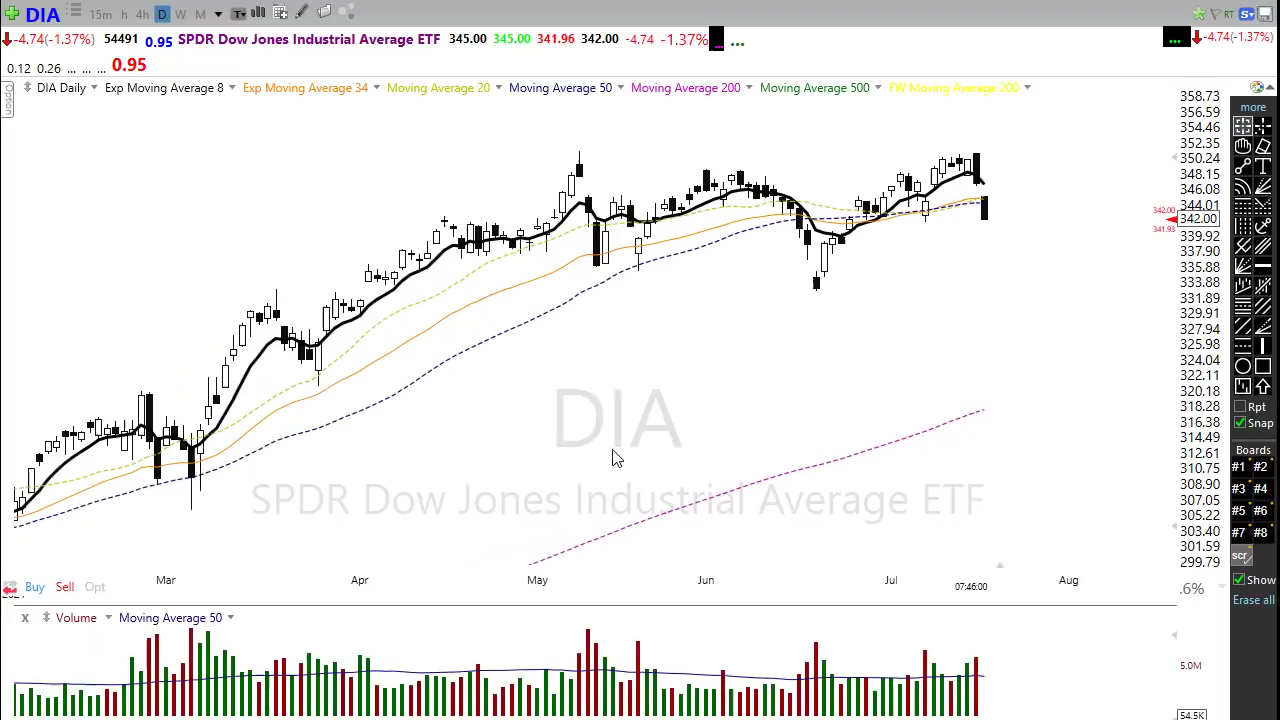 DIA 15m h 4h D W M T RT S
-4.74(-1.37%) 54491 0.95 SPDR Dow Jones Industrial Average ETF 345.00 345.00 341.96 342.00 -4.74 -1.37% ... ... ... -4.74(-1.37%)
0.12 0.26 ... ... ... 0.95
Option
DIA Daily Exp Moving Average 8 Exp Moving Average 34 Moving Average 20 Moving Average 50 Moving Average 200 Moving Average 500 FW Moving Average 200
358.73
more
356.59
354.46
352.35
350.24
348.15
346.08
344.01
342.00
342.00
341.93
339.92
337.90
335.88
333.88
331.89
329.91
327.94
325.98
324.04
322.11
320.18
318.28
316.38
314.49
312.61
310.75
308.90
307.05
305.22
303.40
301.59
299.79
Rpt
Snap
Boards
#1 #2
#3 #4
#5 #6
#7 #8
scr
Show
Erase all
DIA
SPDR Dow Jones Industrial Average ETF
Mar Apr May Jun Jul Aug
Buy Sell Opt 07:46:00 .6%
x Volume Moving Average 50
5.0M
54.5K